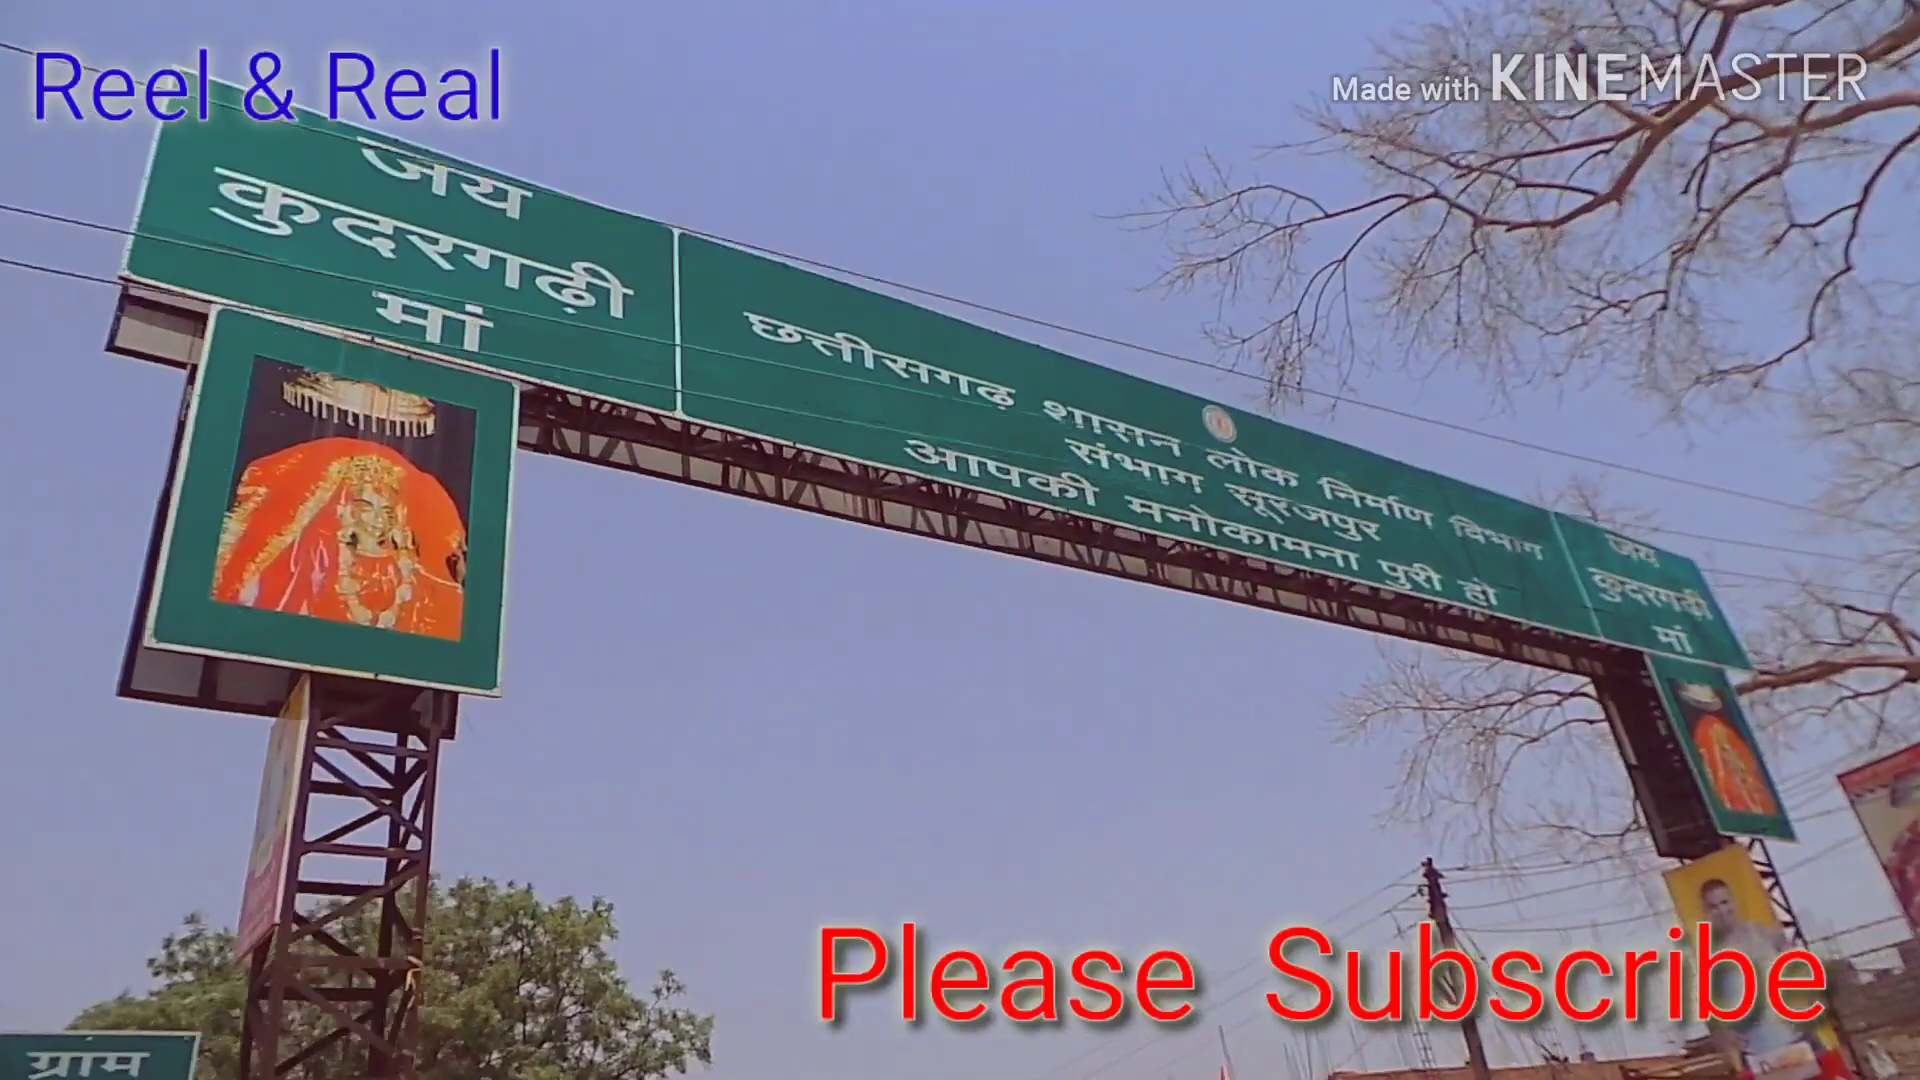 Reel & Real
Made with KINEMASTER
जय
कुदरगढ़ी
मां
छत्तीसगढ़ शासन लोक निर्माण विभाग
संभाग सूरजपुर
आपकी मनोकामना पुरी हो
जय
कुदरगढ़ी
मां
ग्राम
Please Subscribe